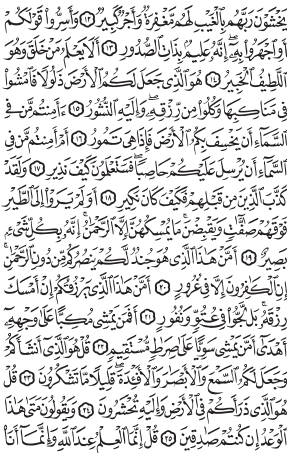 يَخْشَوْنَ رَبَّهُم بِٱلْغَيْبِ لَهُم مَّغْفِرَةٌ وَأَجْرٌ كَبِيرٌ ١٢ وَأَسِرُّوا۟ قَوْلَكُمْ
أَوِ ٱجْهَرُوا۟ بِهِۦٓ إِنَّهُۥ عَلِيمٌۢ بِذَاتِ ٱلصُّدُورِ ١٣ أَلَا يَعْلَمُ مَنْ خَلَقَ وَهُوَ
ٱللَّطِيفُ ٱلْخَبِيرُ ١٤ هُوَ ٱلَّذِى جَعَلَ لَكُمُ ٱلْأَرْضَ ذَلُولًا فَٱمْشُوا۟
فِى مَنَاكِبِهَا وَكُلُوا۟ مِن رِّزْقِهِۦ وَإِلَيْهِ ٱلنُّشُورُ ١٥ ءَأَمِنتُم مَّن فِى
ٱلسَّمَآءِ أَن يَخْسِفَ بِكُمُ ٱلْأَرْضَ فَإِذَا هِىَ تَمُورُ ١٦ أَمْ أَمِنتُم مَّن فِى
ٱلسَّمَآءِ أَن يُرْسِلَ عَلَيْكُمْ حَاصِبًا فَسَتَعْلَمُونَ كَيْفَ نَذِيرِ ١٧ وَلَقَدْ
كَذَّبَ ٱلَّذِينَ مِن قَبْلِهِمْ فَكَيْفَ كَانَ نَكِيرِ ١٨ أَوَلَمْ يَرَوْا۟ إِلَى ٱلطَّيْرِ
فَوْقَهُمْ صَٰٓفَّٰتٍ وَيَقْبِضْنَ مَا يُمْسِكُهُنَّ إِلَّا ٱلرَّحْمَٰنُ إِنَّهُۥ بِكُلِّ شَىْءٍۭ
بَصِيرٌ ١٩ أَمَّنْ هَٰذَا ٱلَّذِى هُوَ جُندٌ لَّكُمْ يَنصُرُكُم مِّن دُونِ ٱلرَّحْمَٰنِ
إِنِ ٱلْكَٰفِرُونَ إِلَّا فِى غُرُورٍ ٢٠ أَمَّنْ هَٰذَا ٱلَّذِى يَرْزُقُكُمْ إِنْ أَمْسَكَ
رِزْقَهُۥ بَل لَّجُّوا۟ فِى عُتُوٍّ وَنُفُورٍ ٢١ أَفَمَن يَمْشِى مُكِبًّا عَلَىٰ وَجْهِهِۦٓ
أَهْدَىٰٓ أَمَّن يَمْشِى سَوِيًّا عَلَىٰ صِرَٰطٍ مُّسْتَقِيمٍ ٢٢ قُلْ هُوَ ٱلَّذِىٓ أَنشَأَكُمْ
وَجَعَلَ لَكُمُ ٱلسَّمْعَ وَٱلْأَبْصَٰرَ وَٱلْأَفْـِٔدَةَ قَلِيلًا مَّا تَشْكُرُونَ ٢٣ قُلْ
هُوَ ٱلَّذِى ذَرَأَكُمْ فِى ٱلْأَرْضِ وَإِلَيْهِ تُحْشَرُونَ ٢٤ وَيَقُولُونَ مَتَىٰ هَٰذَا
ٱلْوَعْدُ إِن كُنتُمْ صَٰدِقِينَ ٢٥ قُلْ إِنَّمَا ٱلْعِلْمُ عِندَ ٱللَّهِ وَإِنَّمَآ أَنَا۠